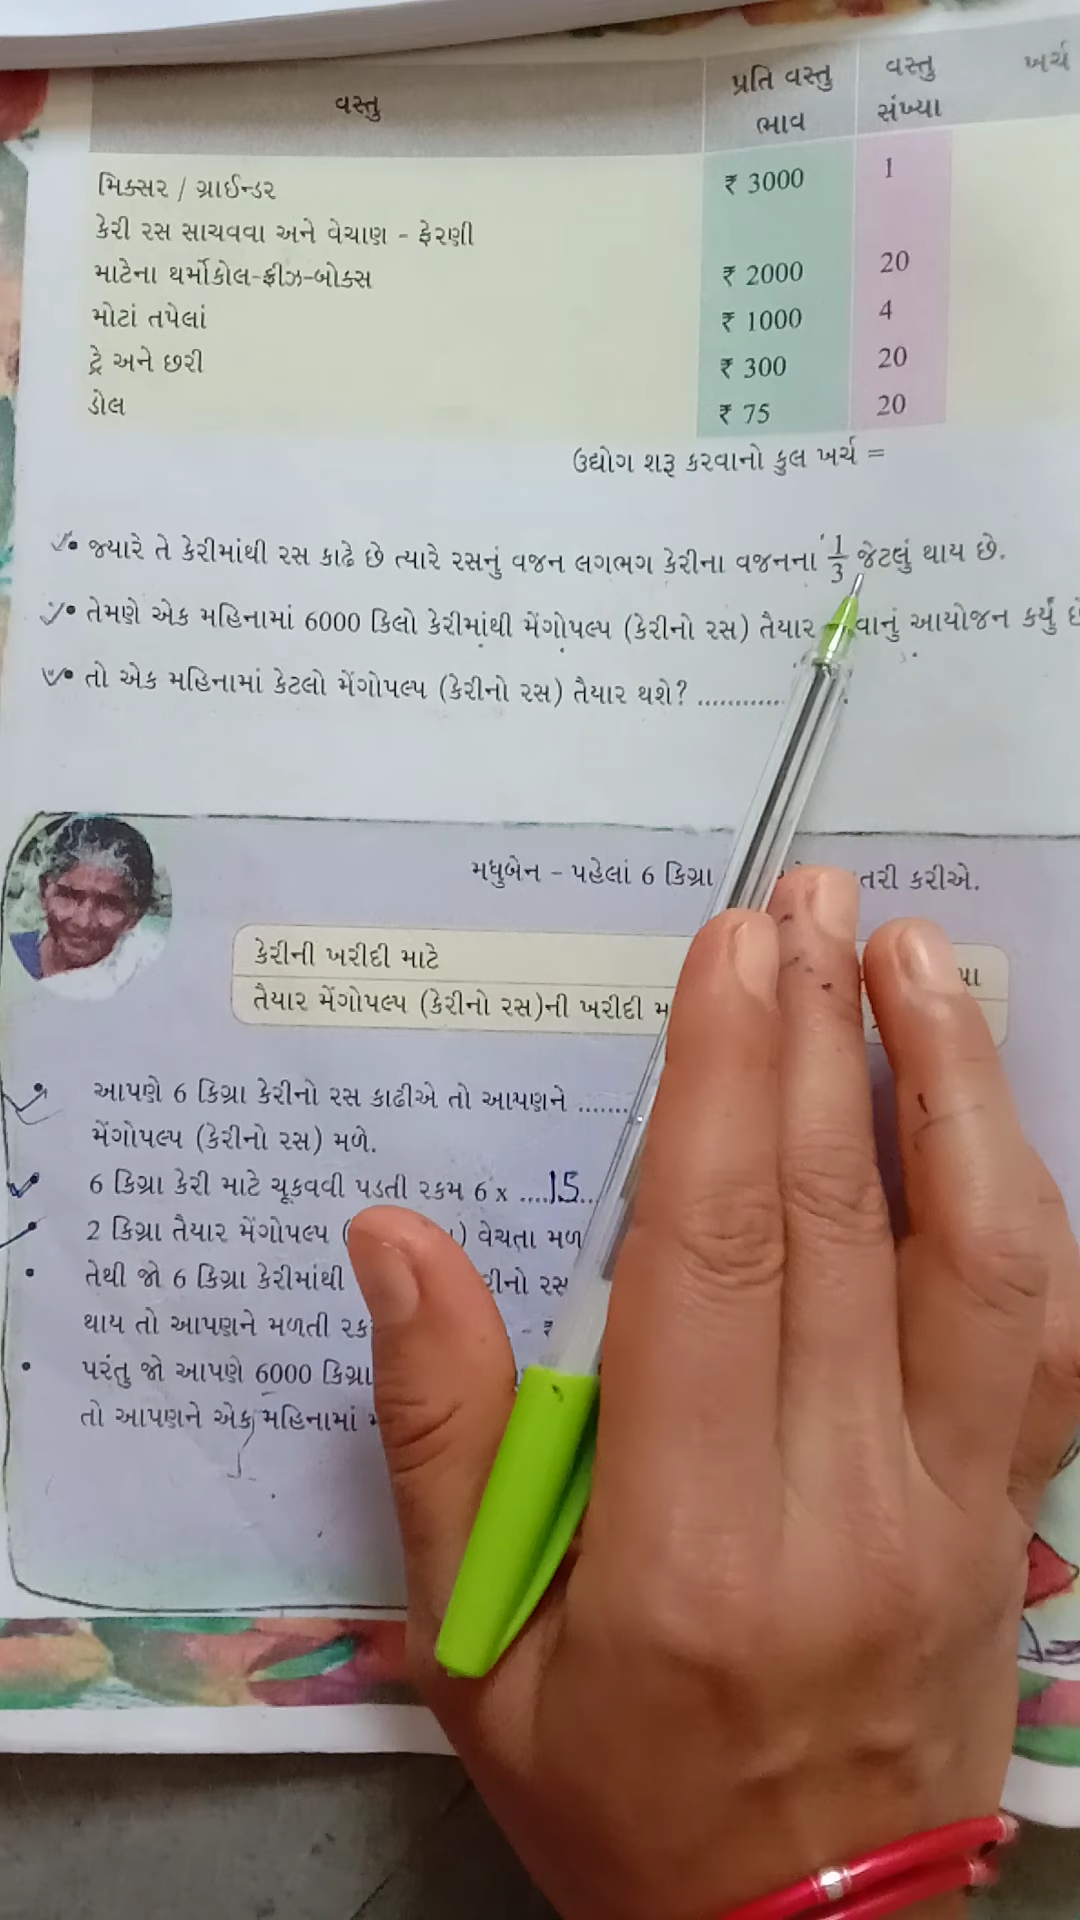 વસ્તુ પ્રતિ વસ્તુ ભાવ વસ્તુ સંખ્યા ખર્ચ
મિક્સર / ગ્રાઈન્ડર ₹ 3000 1
કેરી રસ સાચવવા અને વેચાણ - ફેરણી
માટેના થર્મોકોલ-ફ્રીઝ-બોક્સ ₹ 2000 20
મોટાં તપેલાં ₹ 1000 4
ટ્રે અને છરી ₹ 300 20
ડોલ ₹ 75 20
ઉદ્યોગ શરૂ કરવાનો કુલ ખર્ચ =
• જ્યારે તે કેરીમાંથી રસ કાઢે છે ત્યારે રસનું વજન લગભગ કેરીના વજનના 1/3 જેટલું થાય છે.
• તેમણે એક મહિનામાં 6000 કિલો કેરીમાંથી મેંગોપલ્પ (કેરીનો રસ) તૈયાર વાનું આયોજન કર્યું છે
• તો એક મહિનામાં કેટલો મેંગોપલ્પ (કેરીનો રસ) તૈયાર થશે? ............
મધુબેન - પહેલાં 6 કિગ્રા તરી કરીએ.
કેરીની ખરીદી માટે યા
તૈયાર મેંગોપલ્પ (કેરીનો રસ)ની ખરીદી મ
• આપણે 6 કિગ્રા કેરીનો રસ કાઢીએ તો આપણને .......
મેંગોપલ્પ (કેરીનો રસ) મળે.
6 કિગ્રા કેરી માટે ચૂકવવી પડતી રકમ 6 x ....15..
2 કિગ્રા તૈયાર મેંગોપલ્પ ( ) વેચતા મળ
• તેથી જો 6 કિગ્રા કેરીમાંથી રીનો રસ
થાય તો આપણને મળતી રક - ₹
• પરંતુ જો આપણે 6000 કિગ્રા
તો આપણને એક મહિનામાં મ